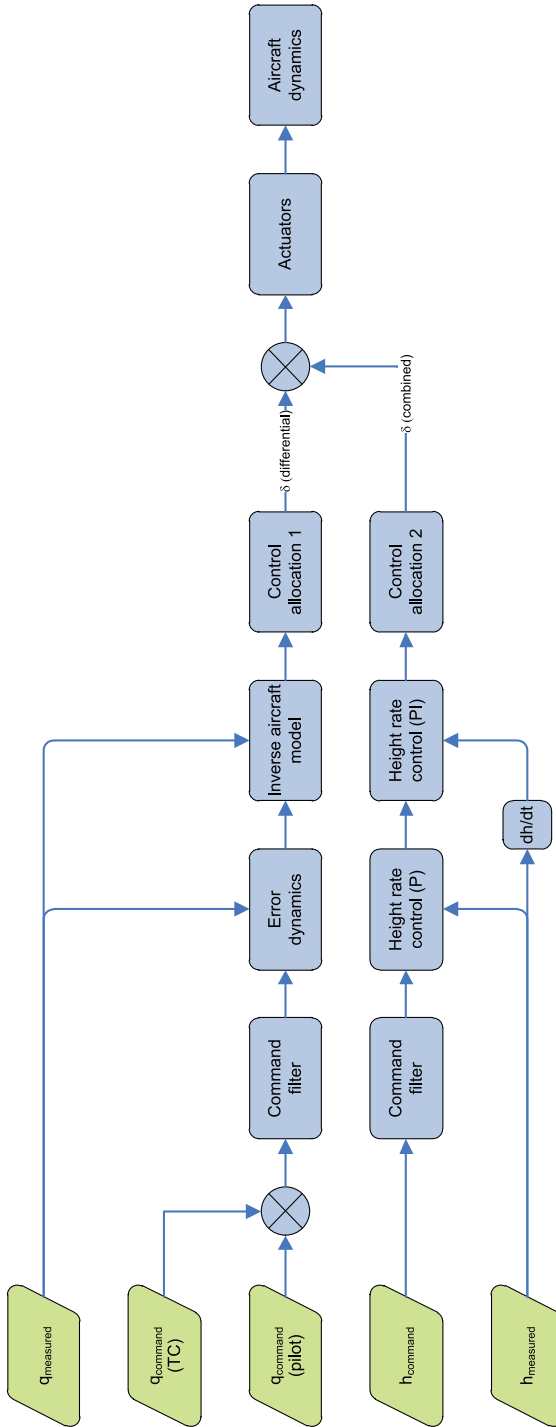 qmeasured
qcommand
(TC)
qcommand
(pilot)
hcommand
hmeasured
Command
filter
Error
dynamics
Inverse aircraft
model
Control
allocation 1
δ (differential)
Command
filter
Height rate
control (P)
Height rate
control (PI)
Control
allocation 2
δ (combined)
dh/dt
Actuators
Aircraft
dynamics